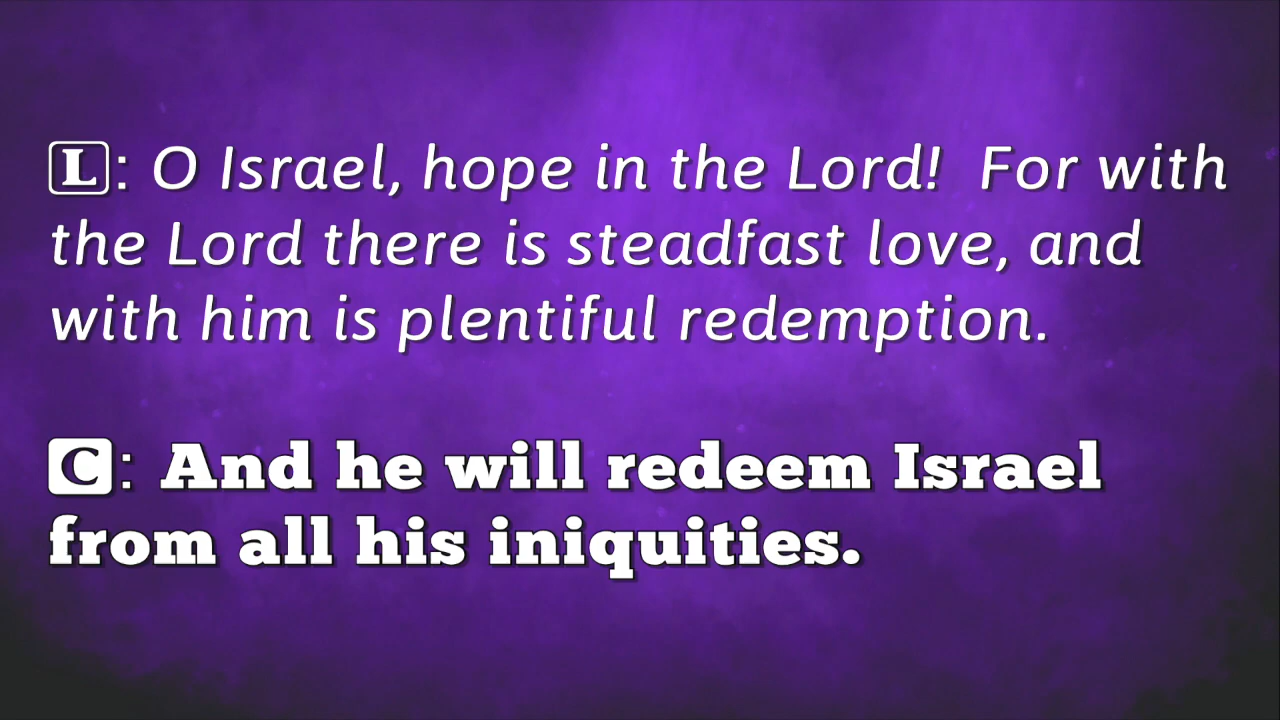 L: O Israel, hope in the Lord!  For with
the Lord there is steadfast love, and
with him is plentiful redemption.
C: And he will redeem Israel
from all his iniquities.